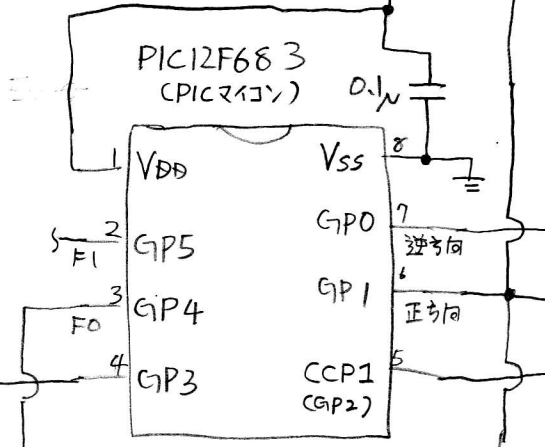 PIC12F683
(PICマイコン)
0.1μ
1 VDD
VSS 8
2 GP5
F1
GP0 7
逆方向
3 GP4
F0
GP1 6
正方向
4 GP3
CCP1 5
(GP2)